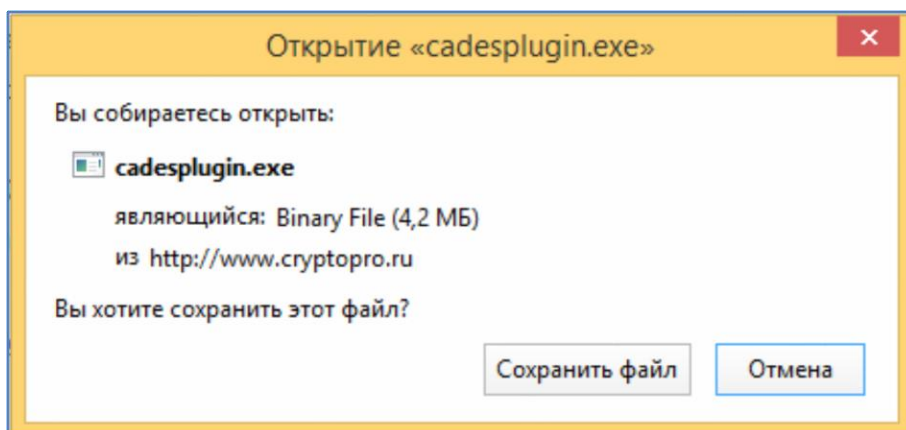 Открытие «cadesplugin.exe»
Вы собираетесь открыть:
cadesplugin.exe
являющийся: Binary File (4,2 МБ)
из http://www.cryptopro.ru
Вы хотите сохранить этот файл?
Сохранить файл Отмена